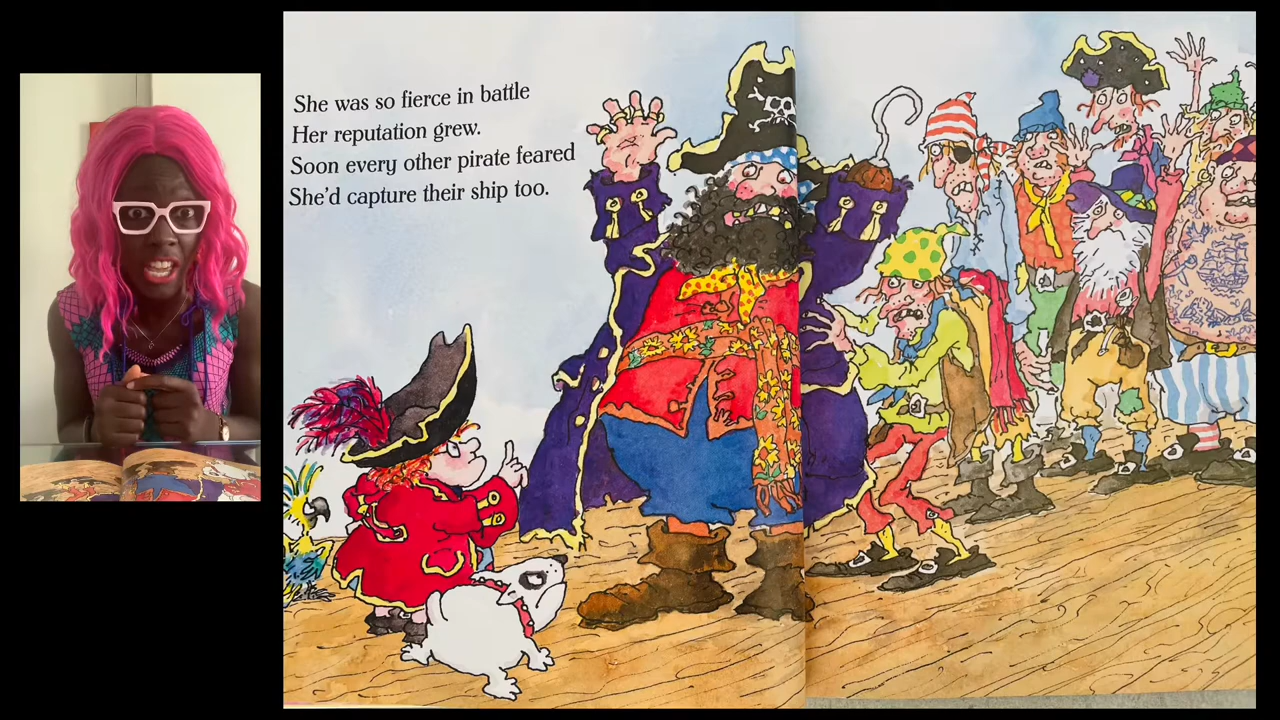 She was so fierce in battle
Her reputation grew.
Soon every other pirate feared
She'd capture their ship too.